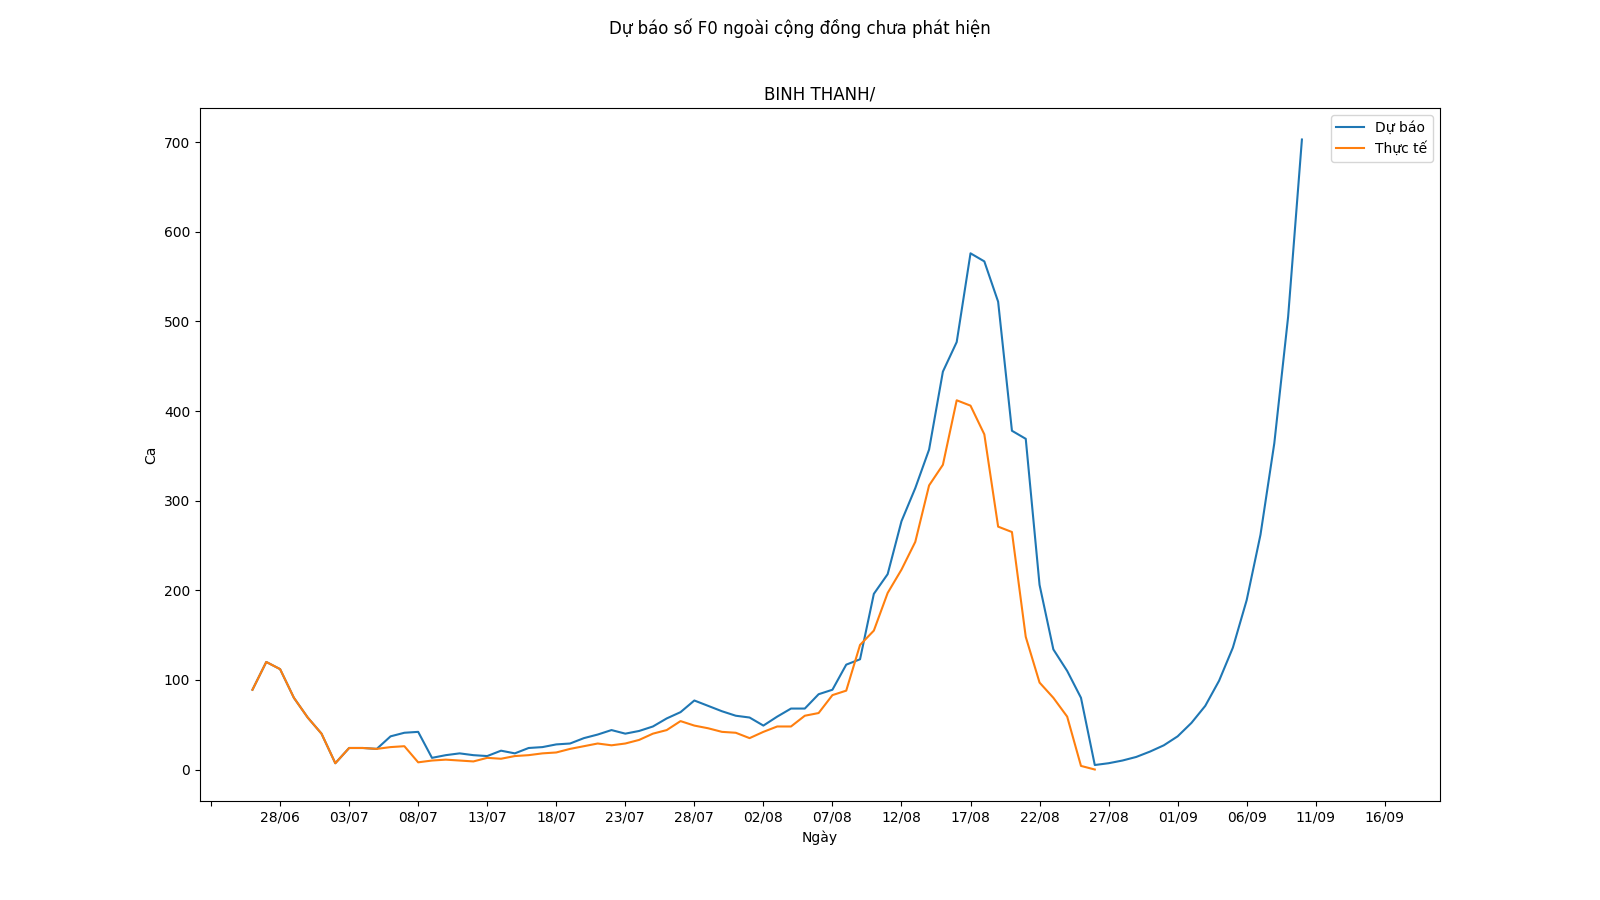 Dự báo số F0 ngoài cộng đồng chưa phát hiện
BINH THANH/
Dự báo
Thực tế
700
600
500
400
300
200
100
0
Ca
28/06 03/07 08/07 13/07 18/07 23/07 28/07 02/08 07/08 12/08 17/08 22/08 27/08 01/09 06/09 11/09 16/09
Ngày